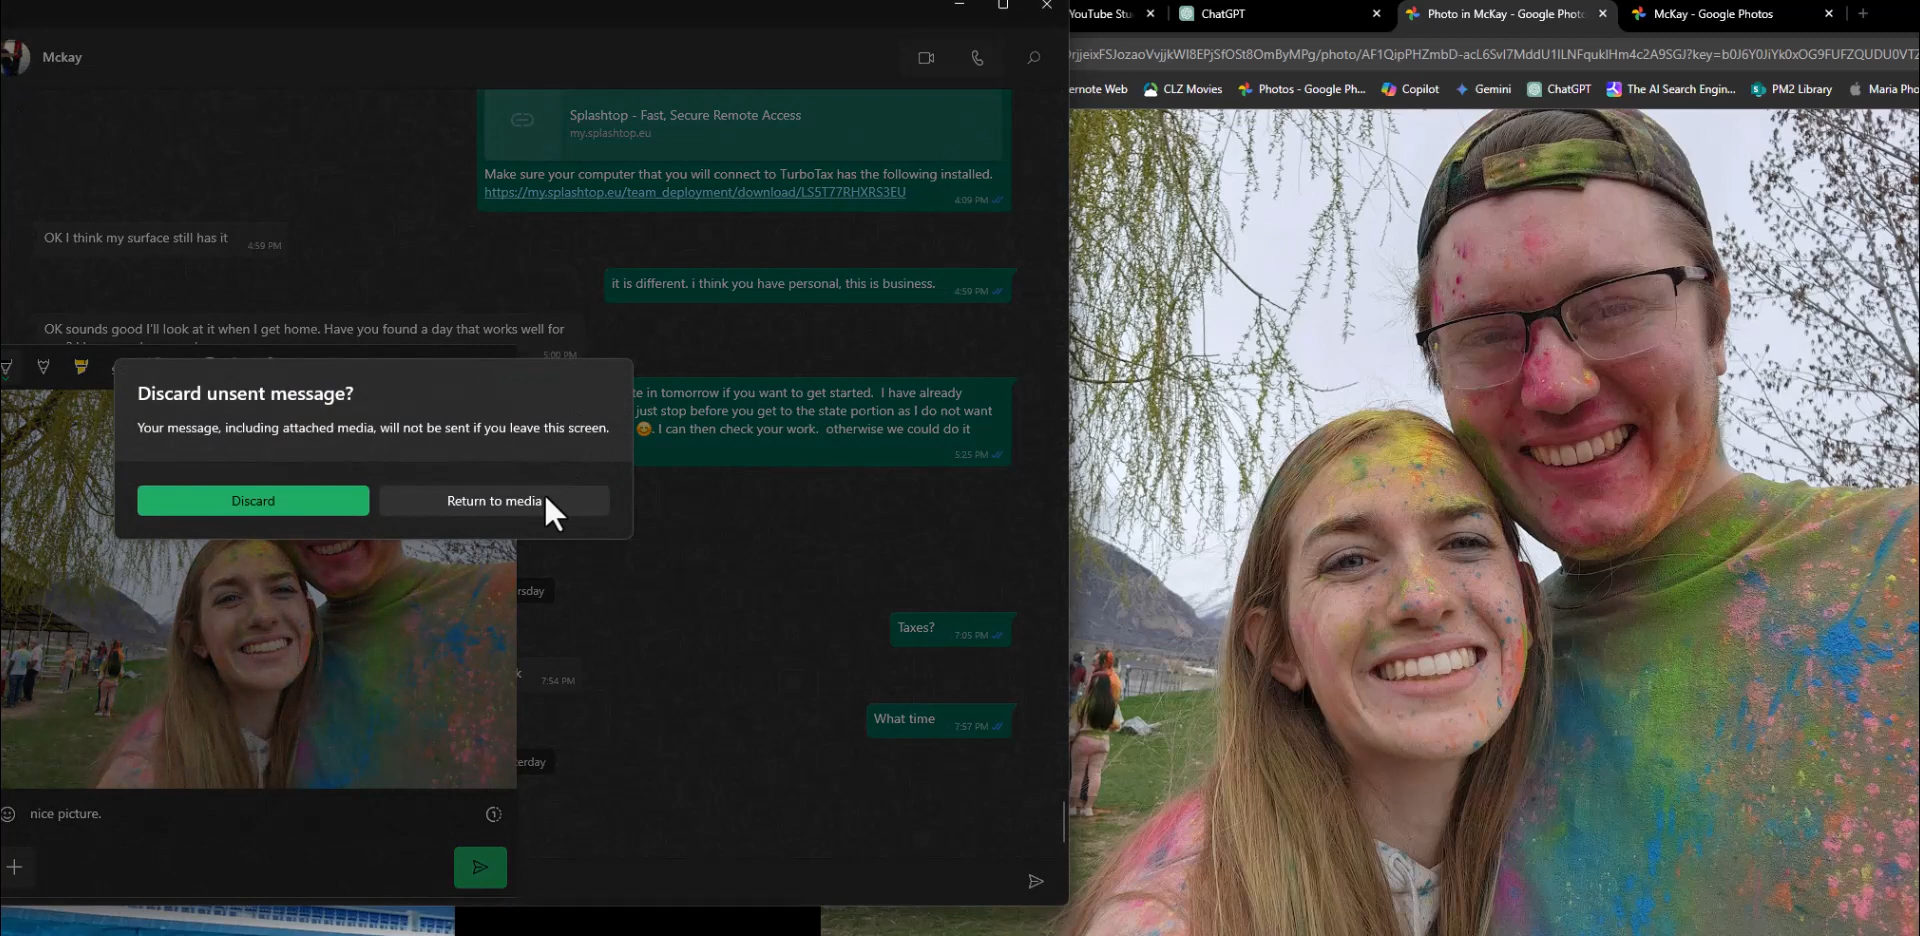 YouTube Stu
ChatGPT
Photo in McKay - Google Photo
McKay - Google Photos
Mckay
ernote Web
CLZ Movies
Photos - Google Ph...
Copilot
Gemini
ChatGPT
The AI Search Engin...
PM2 Library
Maria Pho
Splashtop - Fast, Secure Remote Access
my.splashtop.eu
Make sure your computer that you will connect to TurboTax has the following installed.
https://my.splashtop.eu/team_deployment/download/LS5T77RHXRS3EU
4:09 PM
OK I think my surface still has it
4:59 PM
it is different. i think you have personal, this is business.
4:59 PM
OK sounds good I'll look at it when I get home. Have you found a day that works well for
5:00 PM
te in tomorrow if you want to get started. I have already
just stop before you get to the state portion as I do not want
😊. I can then check your work. otherwise we could do it
5:25 PM
Discard unsent message?
Your message, including attached media, will not be sent if you leave this screen.
Discard
Return to media
rsday
Taxes?
7:05 PM
k
7:54 PM
What time
7:57 PM
terday
nice picture.